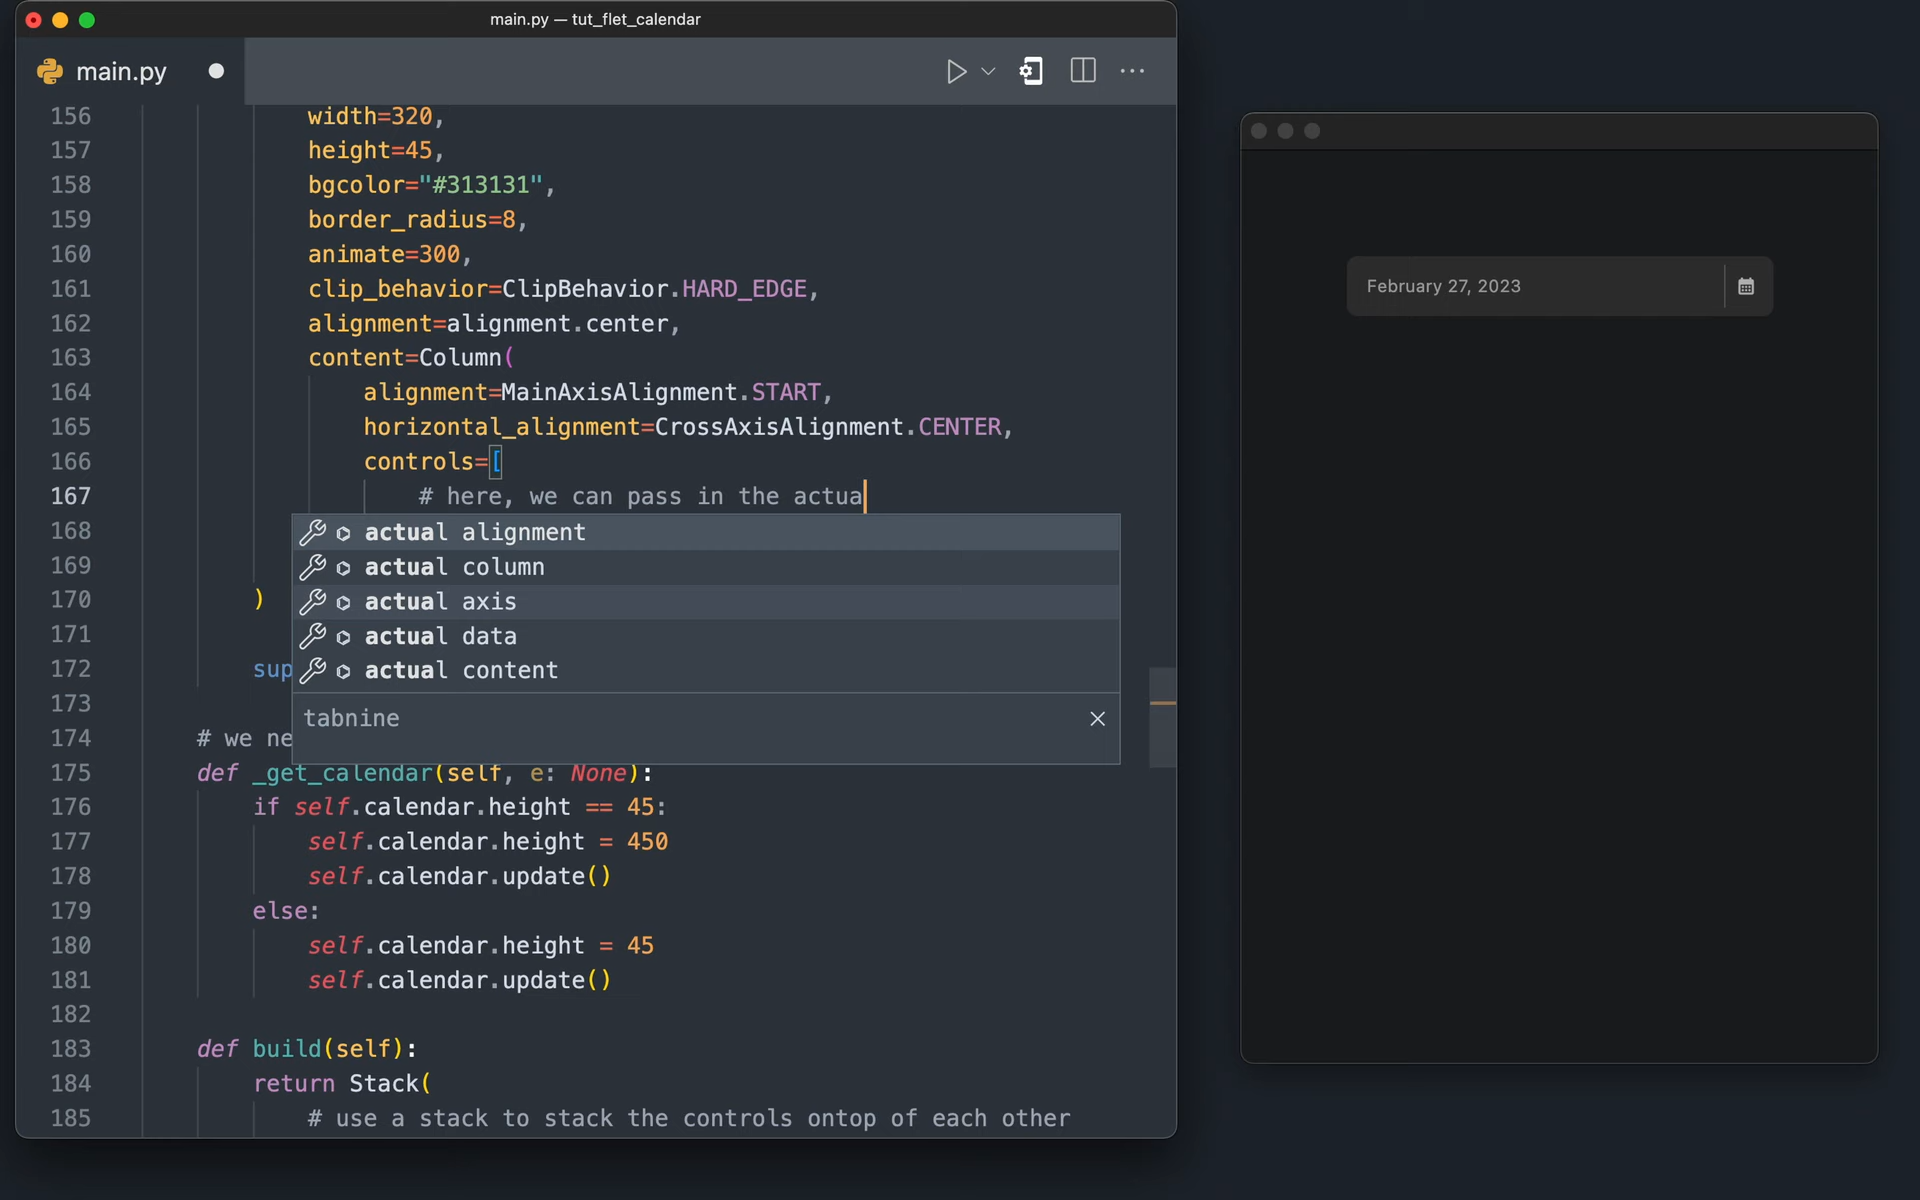 main.py — tut_flet_calendar
main.py
156 width=320,
157 height=45,
158 bgcolor="#313131",
159 border_radius=8,
160 animate=300,
161 clip_behavior=ClipBehavior.HARD_EDGE,
162 alignment=alignment.center,
163 content=Column(
164 alignment=MainAxisAlignment.START,
165 horizontal_alignment=CrossAxisAlignment.CENTER,
166 controls=[
167 # here, we can pass in the actua
168 actual alignment
169 actual column
170 ) actual axis
171 actual data
172 sup actual content
173 tabnine
174 # we ne
175 def _get_calendar(self, e: None):
176 if self.calendar.height == 45:
177 self.calendar.height = 450
178 self.calendar.update()
179 else:
180 self.calendar.height = 45
181 self.calendar.update()
182
183 def build(self):
184 return Stack(
185 # use a stack to stack the controls ontop of each other
February 27, 2023